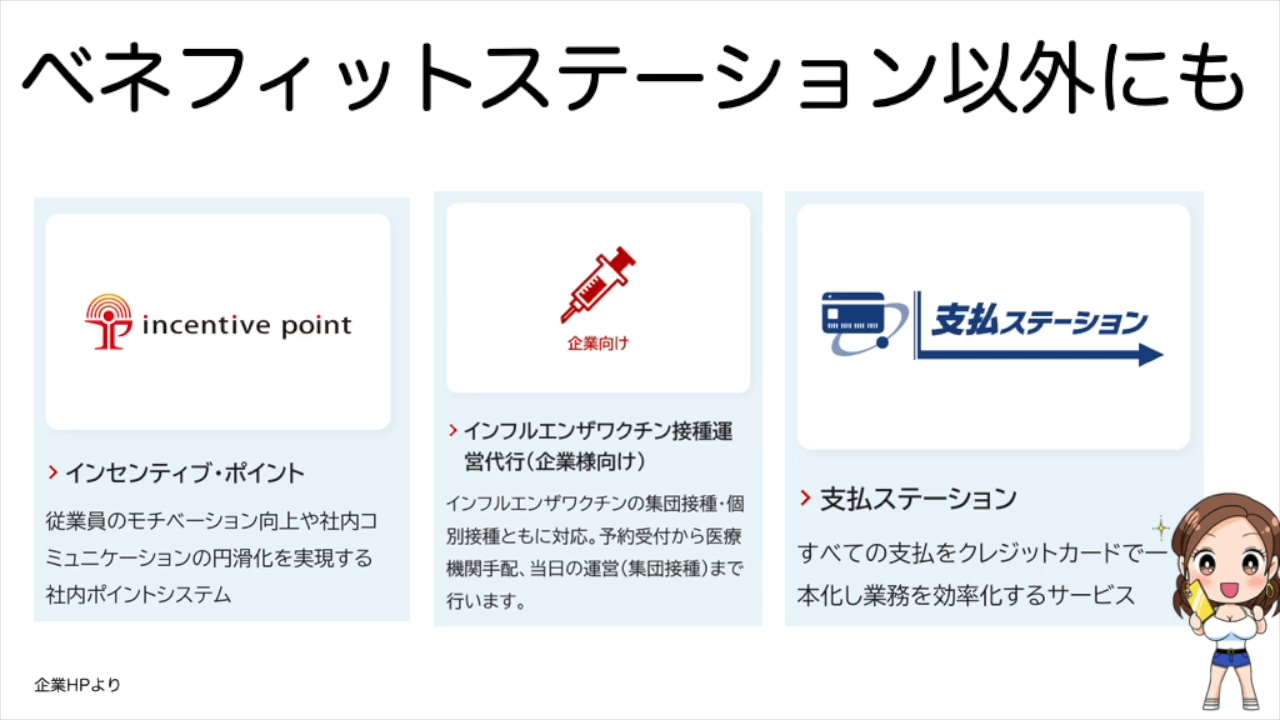 ベネフィットステーション以外にも
incentive point
インセンティブ・ポイント
従業員のモチベーション向上や社内コ
ミュニケーションの円滑化を実現する
社内ポイントシステム
企業向け
インフルエンザワクチン接種運
営代行(企業様向け)
インフルエンザワクチンの集団接種・個
別接種ともに対応。予約受付から医療
機関手配、当日の運営(集団接種)まで
行います。
支払ステーション
支払ステーション
すべての支払をクレジットカードで一
本化し業務を効率化するサービス
企業HPより